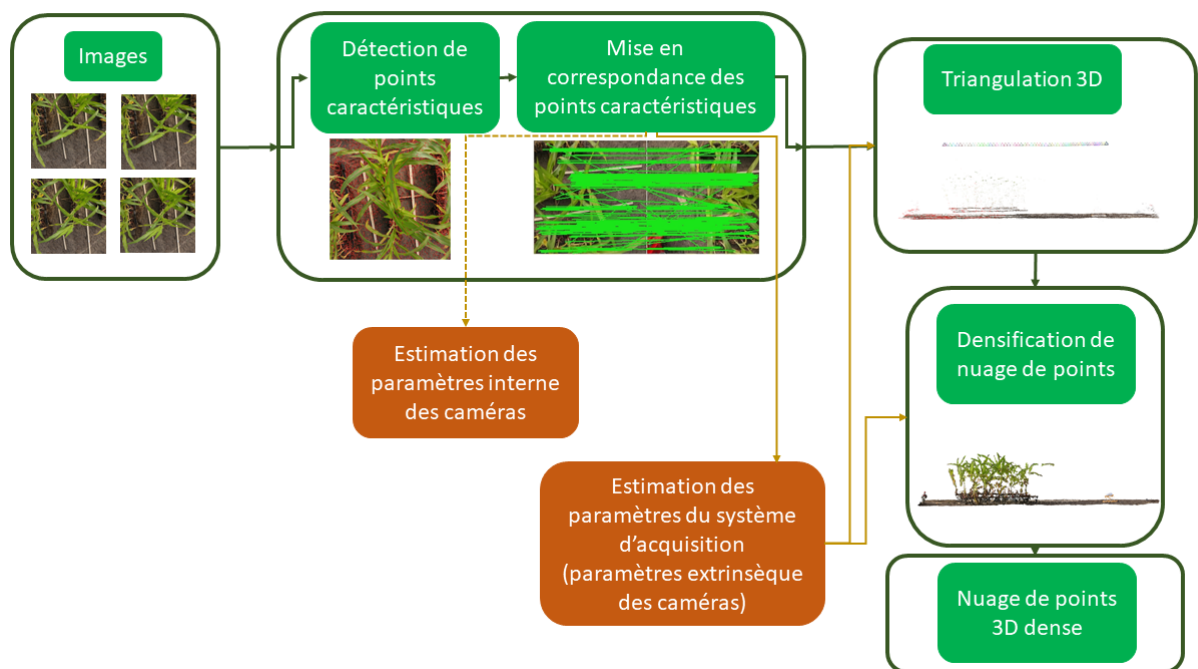 Images
Détection de
points
caractéristiques
Mise en
correspondance des
points caractéristiques
Triangulation 3D
Estimation des
paramètres interne
des caméras
Densification de
nuage de points
Estimation des
paramètres du système
d’acquisition
(paramètres extrinsèque
des caméras)
Nuage de points
3D dense